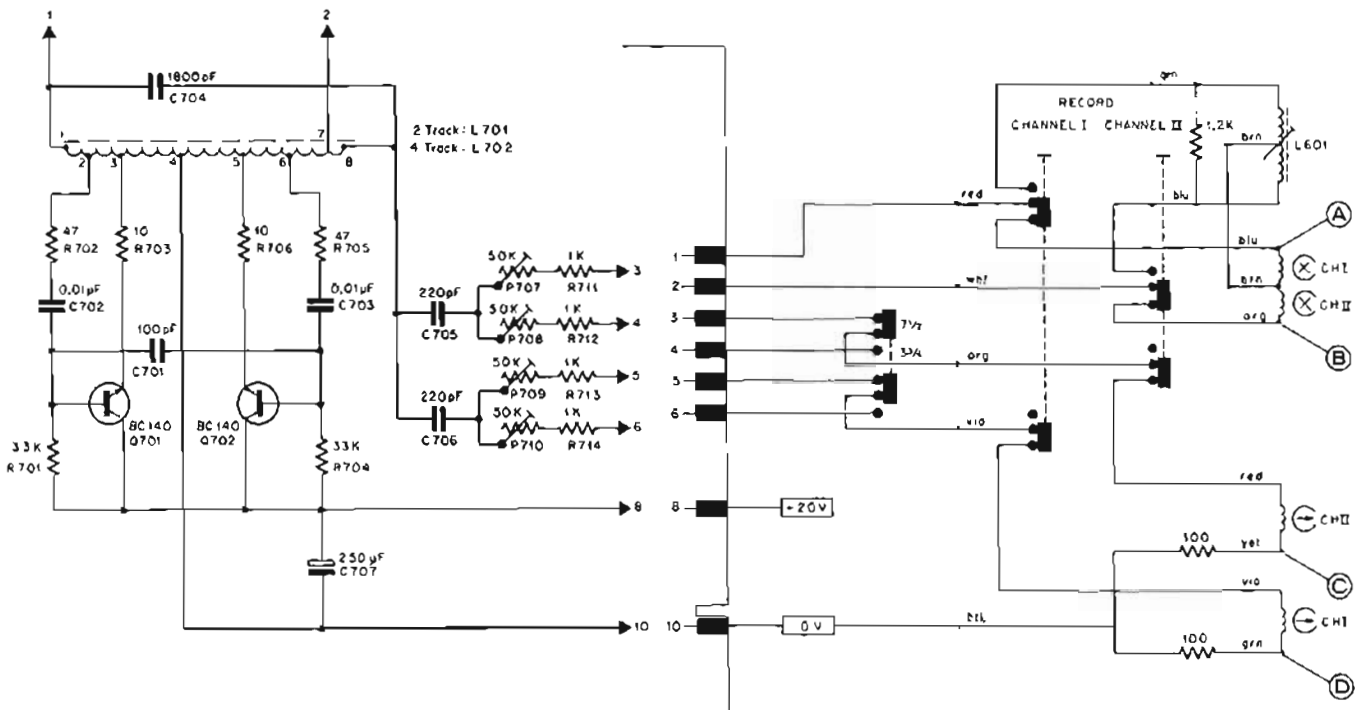 1
2
1800pF
C704
1
7
8
2
3
4
5
6
2 Track: L701
4 Track: L702
47
R702
10
R703
10
R706
47
R705
0,01µF
C702
0,01µF
C703
100pF
C701
BC140
Q701
BC140
Q702
33K
R701
33K
R704
220pF
C705
220pF
C706
50K
P707
1K
R711
3
50K
P708
1K
R712
4
50K
P709
1K
R713
5
50K
P710
1K
R714
6
8
250µF
C707
10
1
2
3
4
5
6
8
10
+20V
0V
7½
3¾
red
wht
org
vio
blk
RECORD
CHANNEL I CHANNEL II
grn
1,2K
brn
L601
blu
A
blu
CH I
brn
CH II
org
B
red
CH II
100
yel
C
vio
CH I
100
grn
D